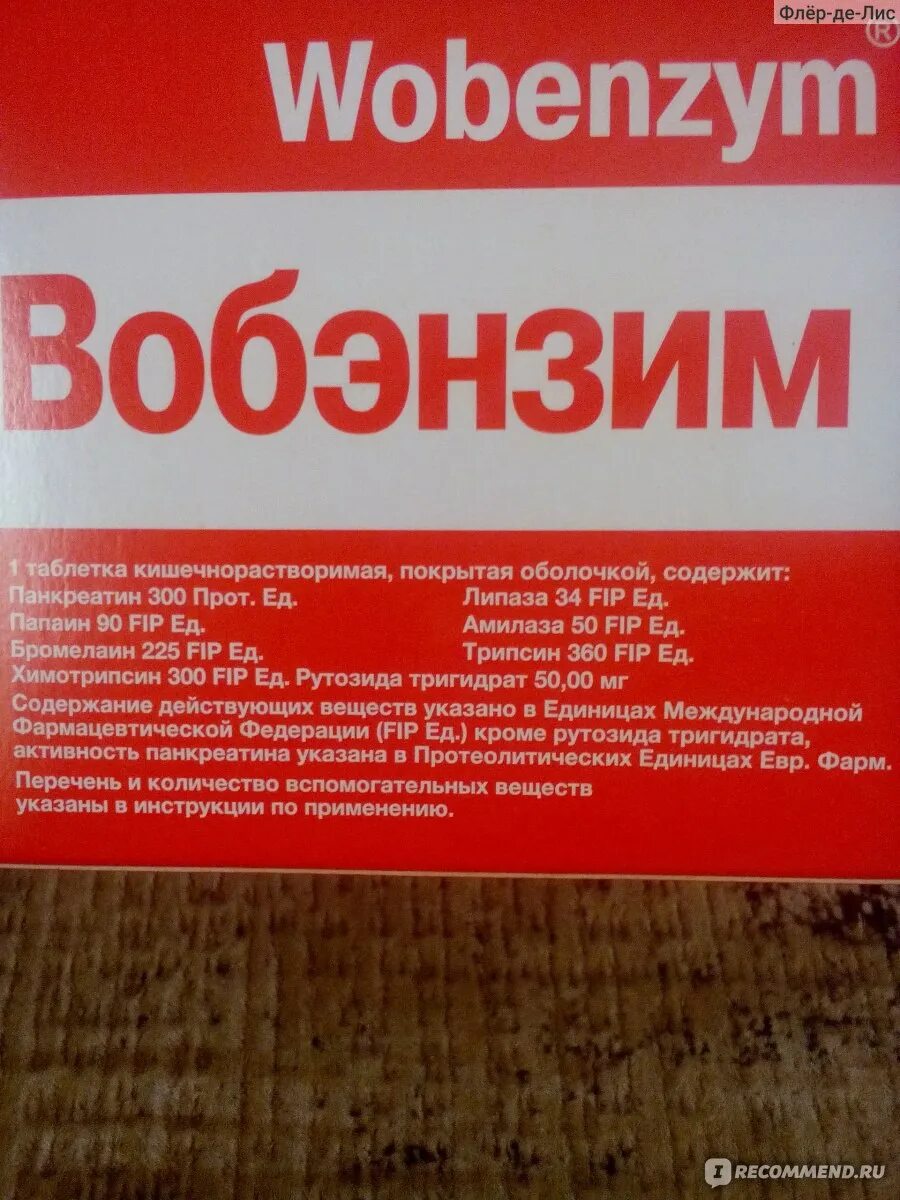 Флёр-де-Лис
Wobenzym®
Вобэнзим
1 таблетка кишечнорастворимая, покрытая оболочкой, содержит:
Панкреатин 300 Прот. Ед. Липаза 34 FIP Ед.
Папаин 90 FIP Ед. Амилаза 50 FIP Ед.
Бромелаин 225 FIP Ед. Трипсин 360 FIP Ед.
Химотрипсин 300 FIP Ед. Рутозида тригидрат 50,00 мг
Содержание действующих веществ указано в Единицах Международной
Фармацевтической Федерации (FIP Ед.) кроме рутозида тригидрата,
активность панкреатина указана в Протеолитических Единицах Евр. Фарм.
Перечень и количество вспомогательных веществ
указаны в инструкции по применению.
I RECOMMEND.RU